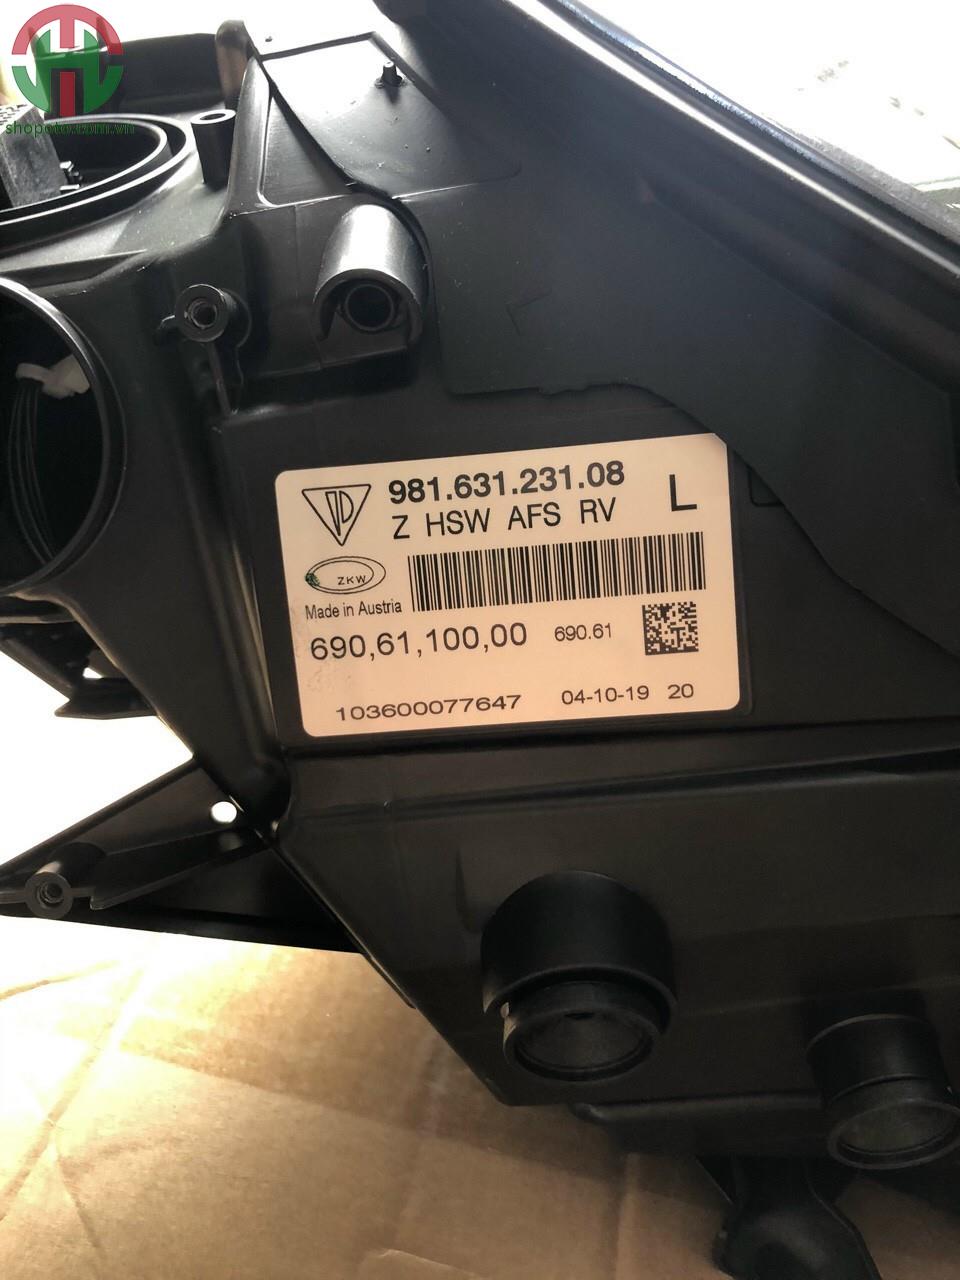 shopoto.com.vn
981.631.231.08
Z HSW AFS RV
L
ZKW
Made in Austria
690,61,100,00 690.61
103600077647 04-10-19 20